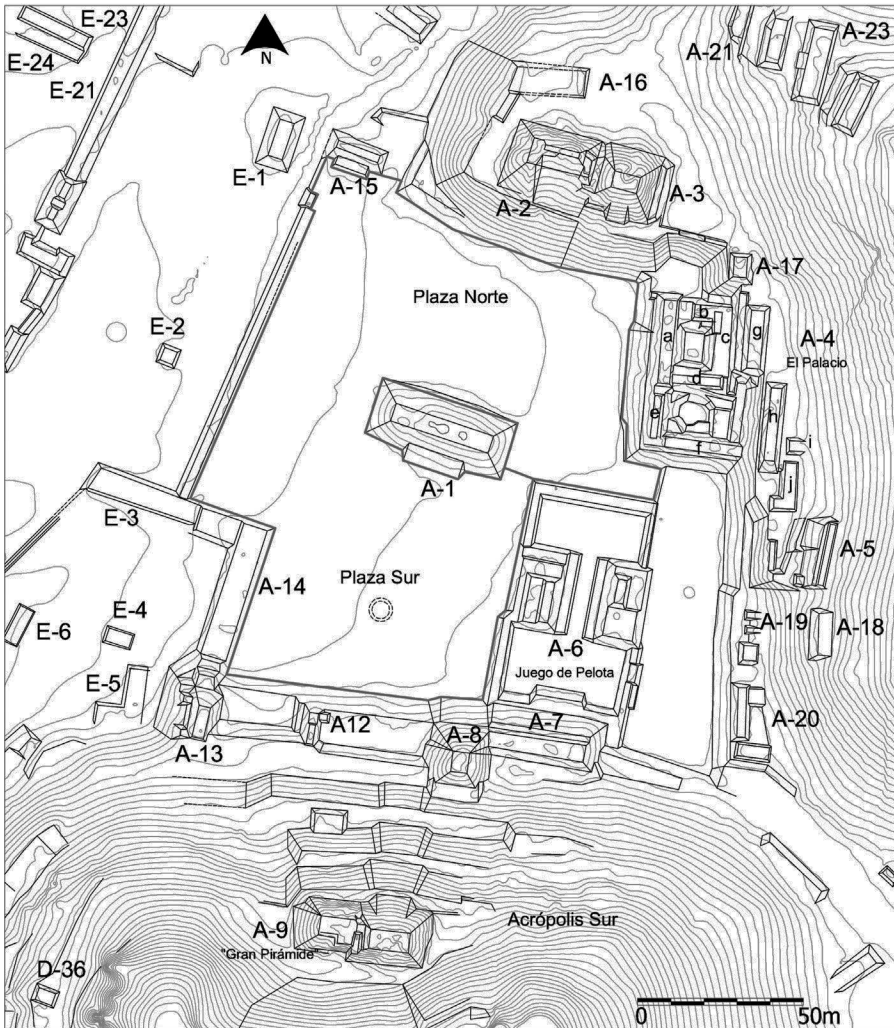 E-23
E-24
E-21
N
A-16
A-21
A-23
E-1
A-15
A-2
A-3
A-17
Plaza Norte
E-2
a
b
c
g
A-4
El Palacio
d
e
h
f
i
j
A-1
E-3
A-5
Plaza Sur
A-14
A-19
A-18
E-6
E-4
A-6
Juego de Pelota
E-5
A-20
A-13
A12
A-8
A-7
A-9
"Gran Pirámide"
Acrópolis Sur
D-36
0
50m